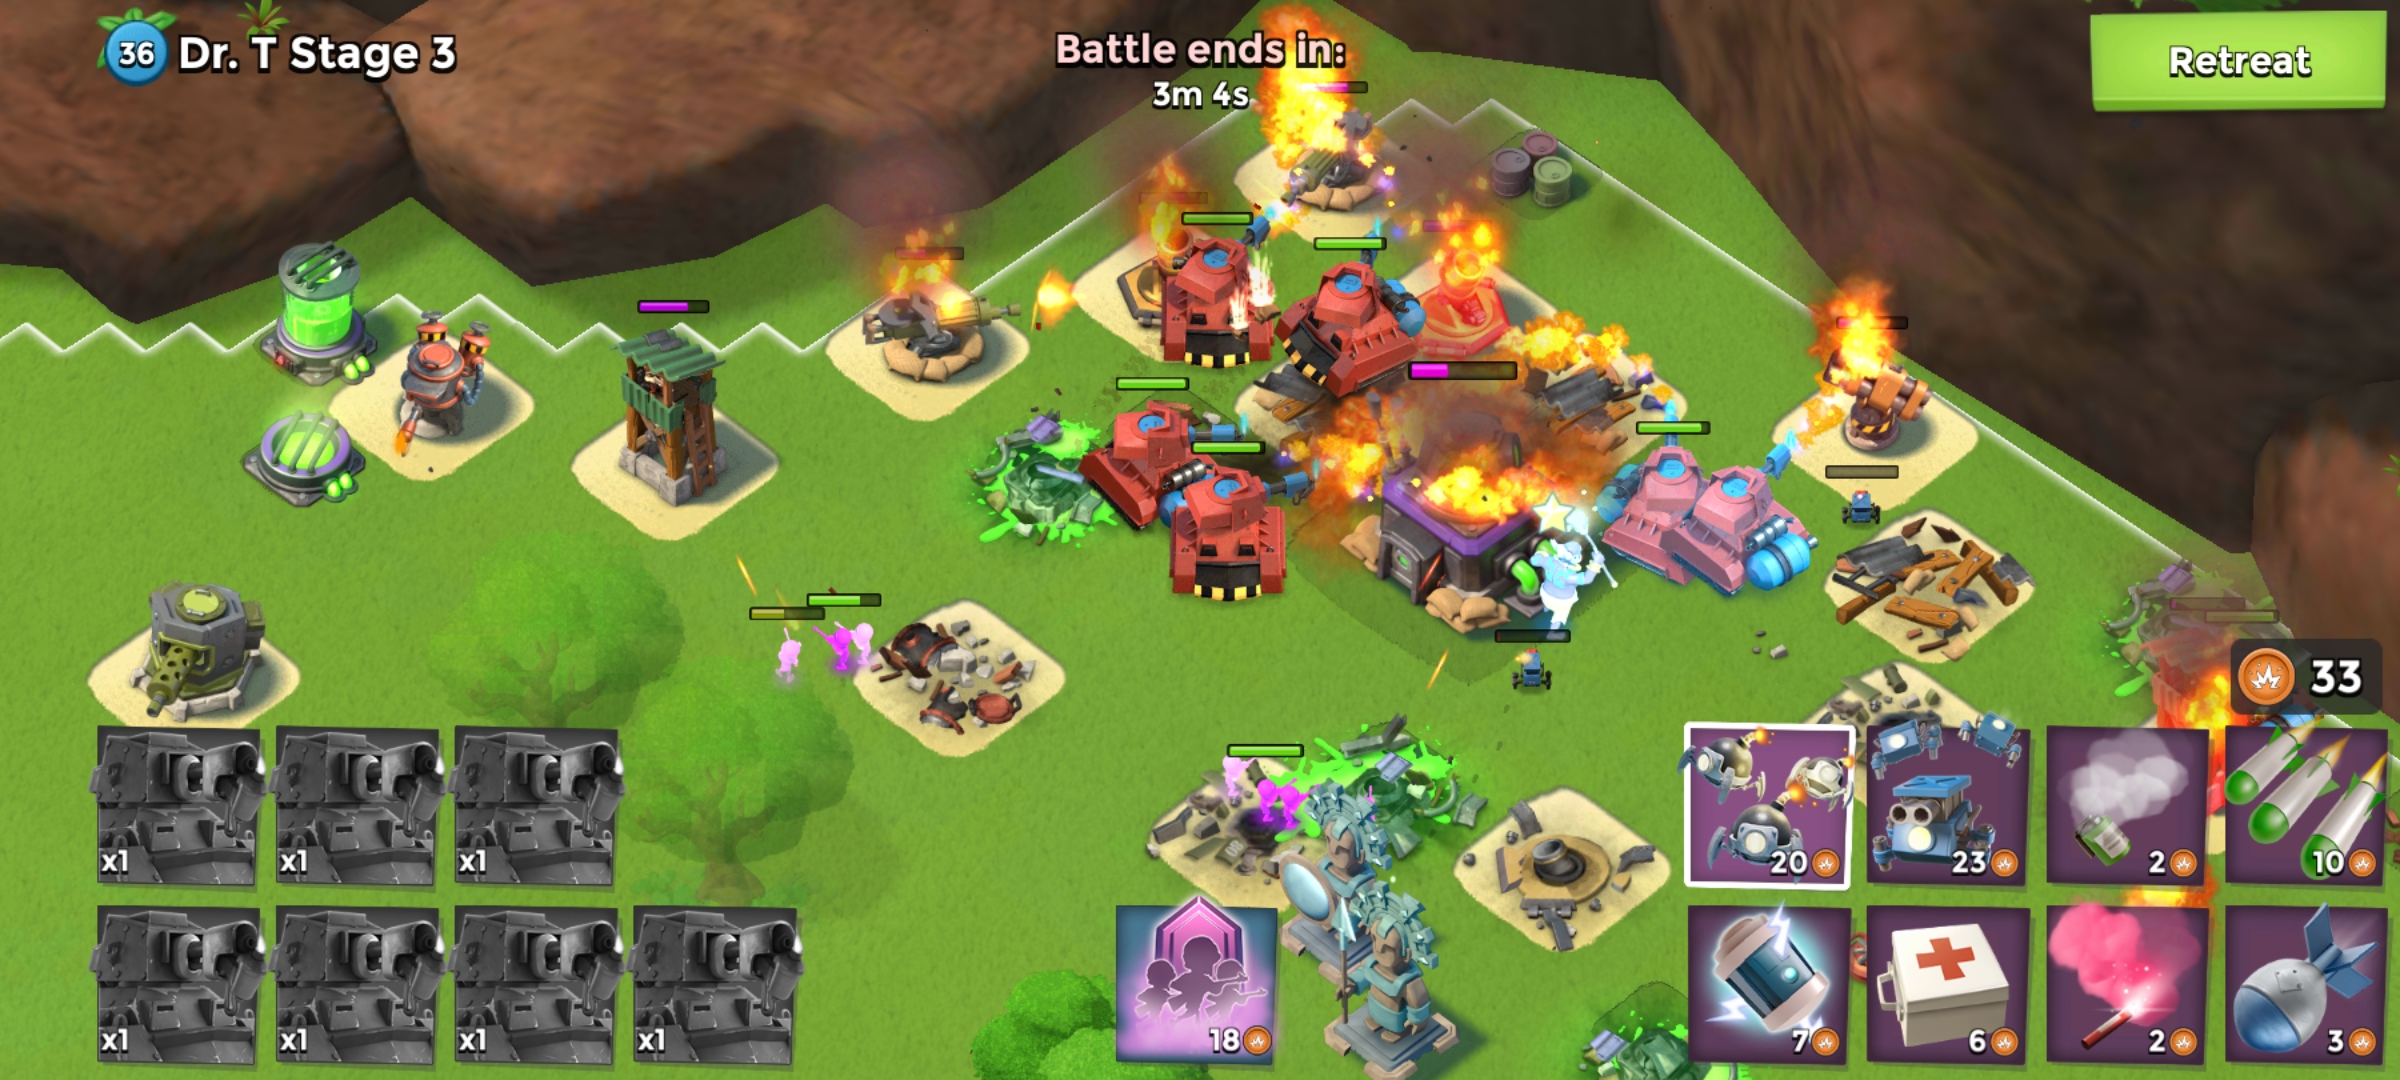 36 Dr. T Stage 3
Battle ends in:
3m 4s
Retreat
33
x1 x1 x1
20 23 2 10
x1 x1 x1 x1
18
7 6 2 3